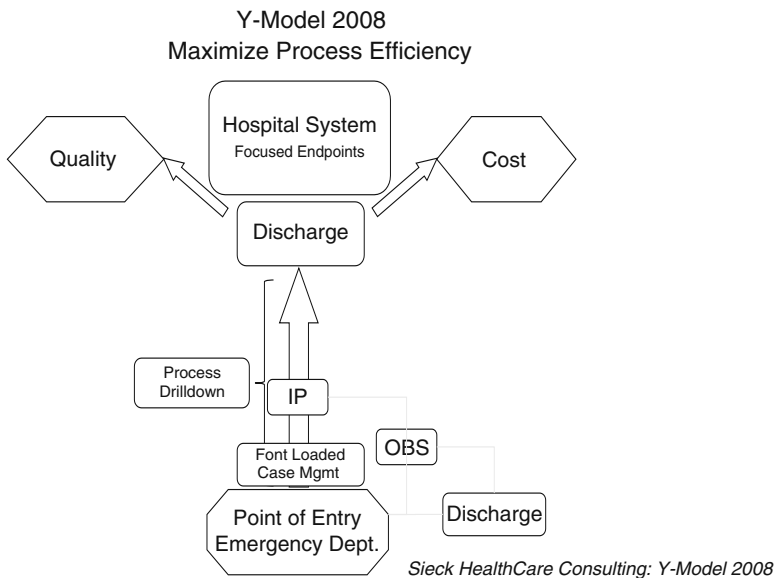 Y-Model 2008
Maximize Process Efficiency
Hospital System
Focused Endpoints
Quality
Cost
Discharge
Process
Drilldown
IP
OBS
Font Loaded
Case Mgmt
Point of Entry
Emergency Dept.
Discharge
Sieck HealthCare Consulting: Y-Model 2008